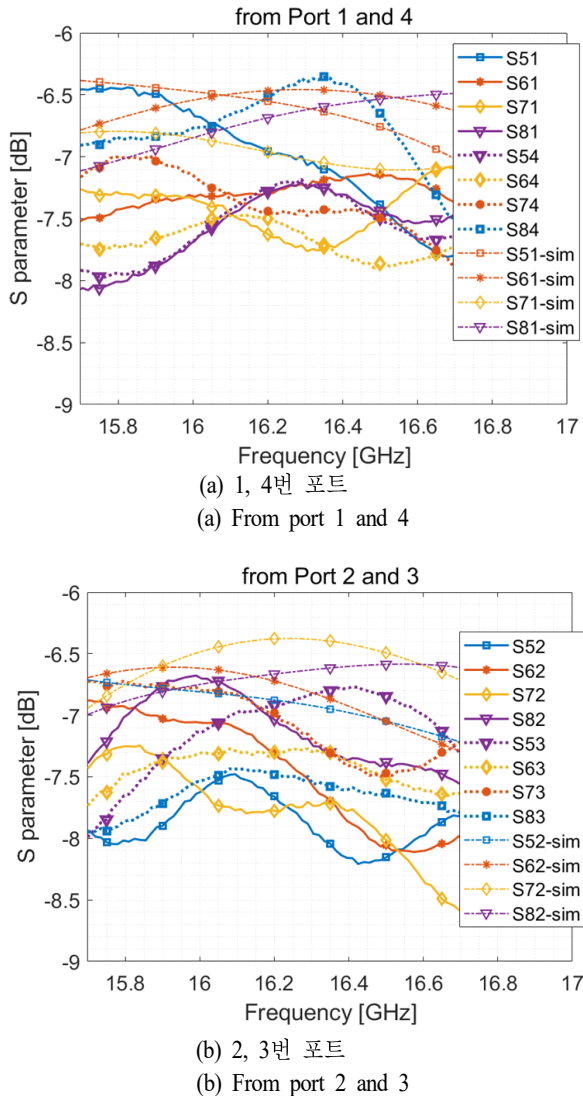 from Port 1 and 4
-6
-6.5
-7
-7.5
-8
-8.5
-9
S parameter [dB]
15.8
16
16.2
16.4
16.6
16.8
17
Frequency [GHz]
S51
S61
S71
S81
S54
S64
S74
S84
S51-sim
S61-sim
S71-sim
S81-sim
(a) 1, 4번 포트
(a) From port 1 and 4
from Port 2 and 3
-6
-6.5
-7
-7.5
-8
-8.5
-9
S parameter [dB]
15.8
16
16.2
16.4
16.6
16.8
17
Frequency [GHz]
S52
S62
S72
S82
S53
S63
S73
S83
S52-sim
S62-sim
S72-sim
S82-sim
(b) 2, 3번 포트
(b) From port 2 and 3